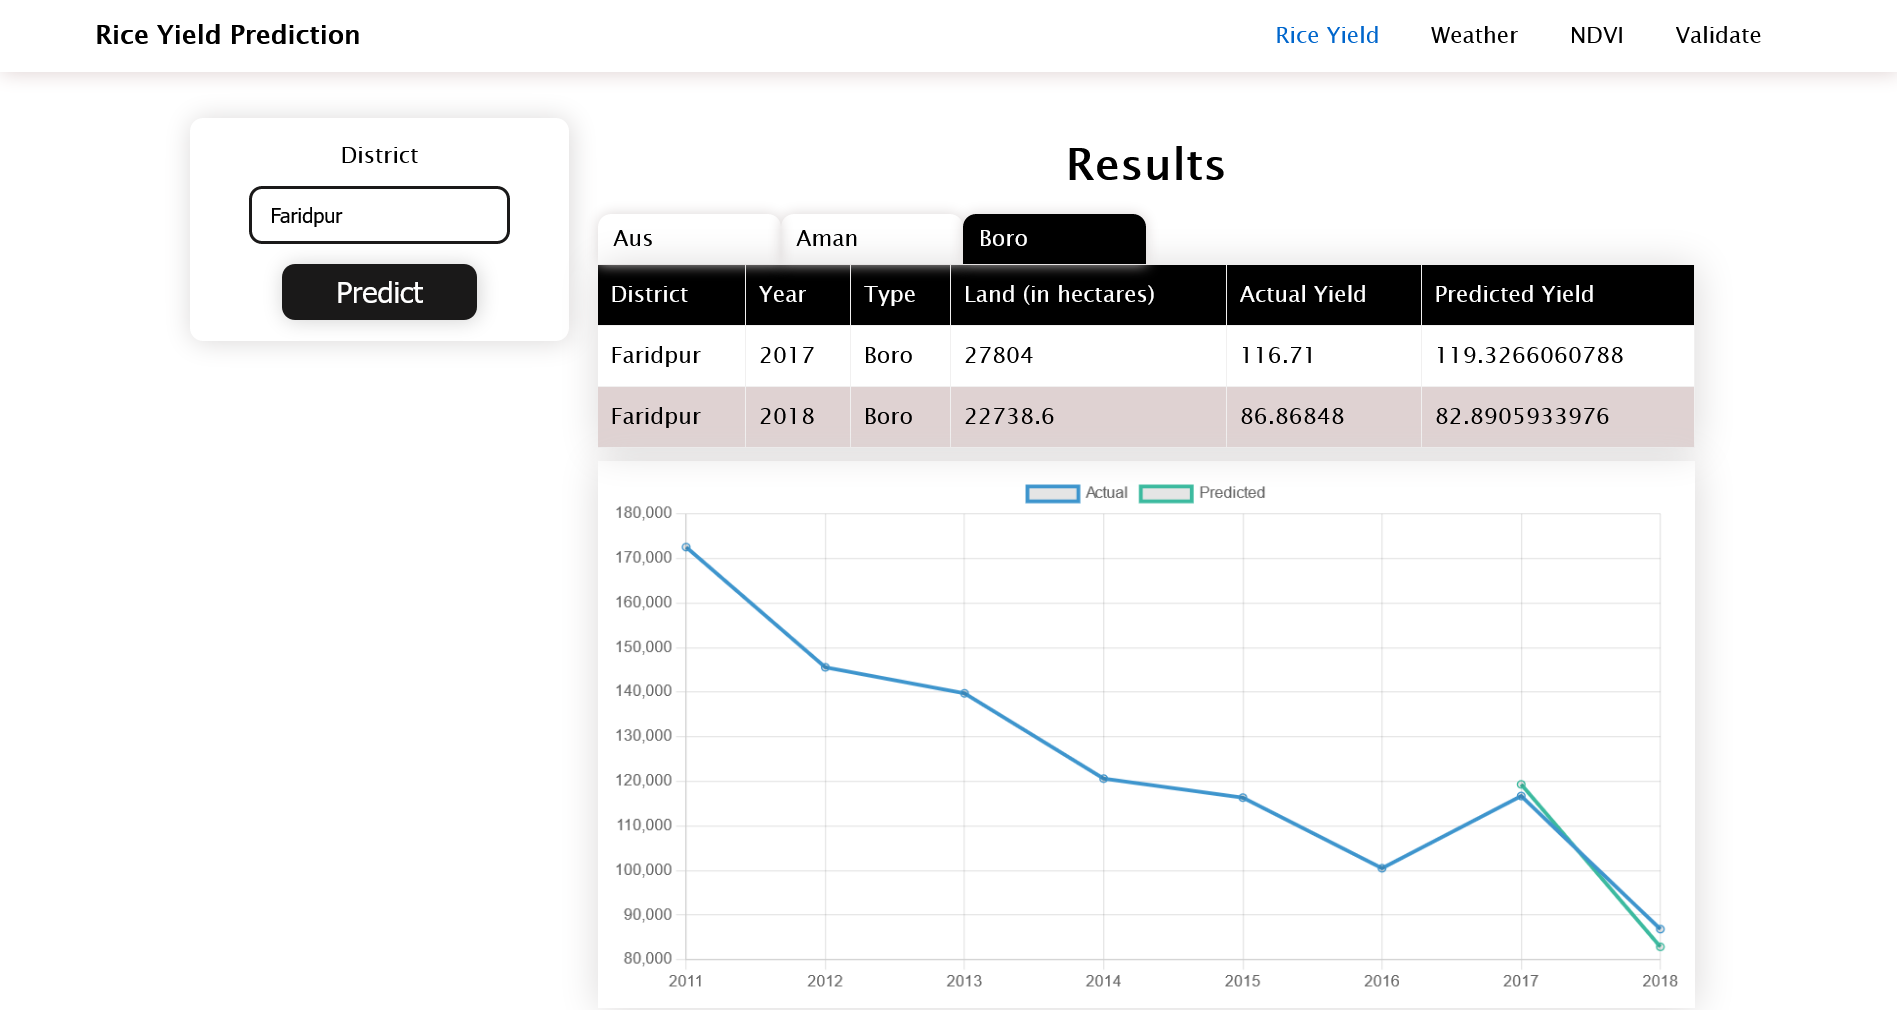 Rice Yield Prediction Rice Yield Weather NDVI Validate
District
Faridpur
Predict
Results
Aus Aman Boro
District Year Type Land (in hectares) Actual Yield Predicted Yield
Faridpur 2017 Boro 27804 116.71 119.3266060788
Faridpur 2018 Boro 22738.6 86.86848 82.8905933976
Actual Predicted
180,000
170,000
160,000
150,000
140,000
130,000
120,000
110,000
100,000
90,000
80,000
2011 2012 2013 2014 2015 2016 2017 2018